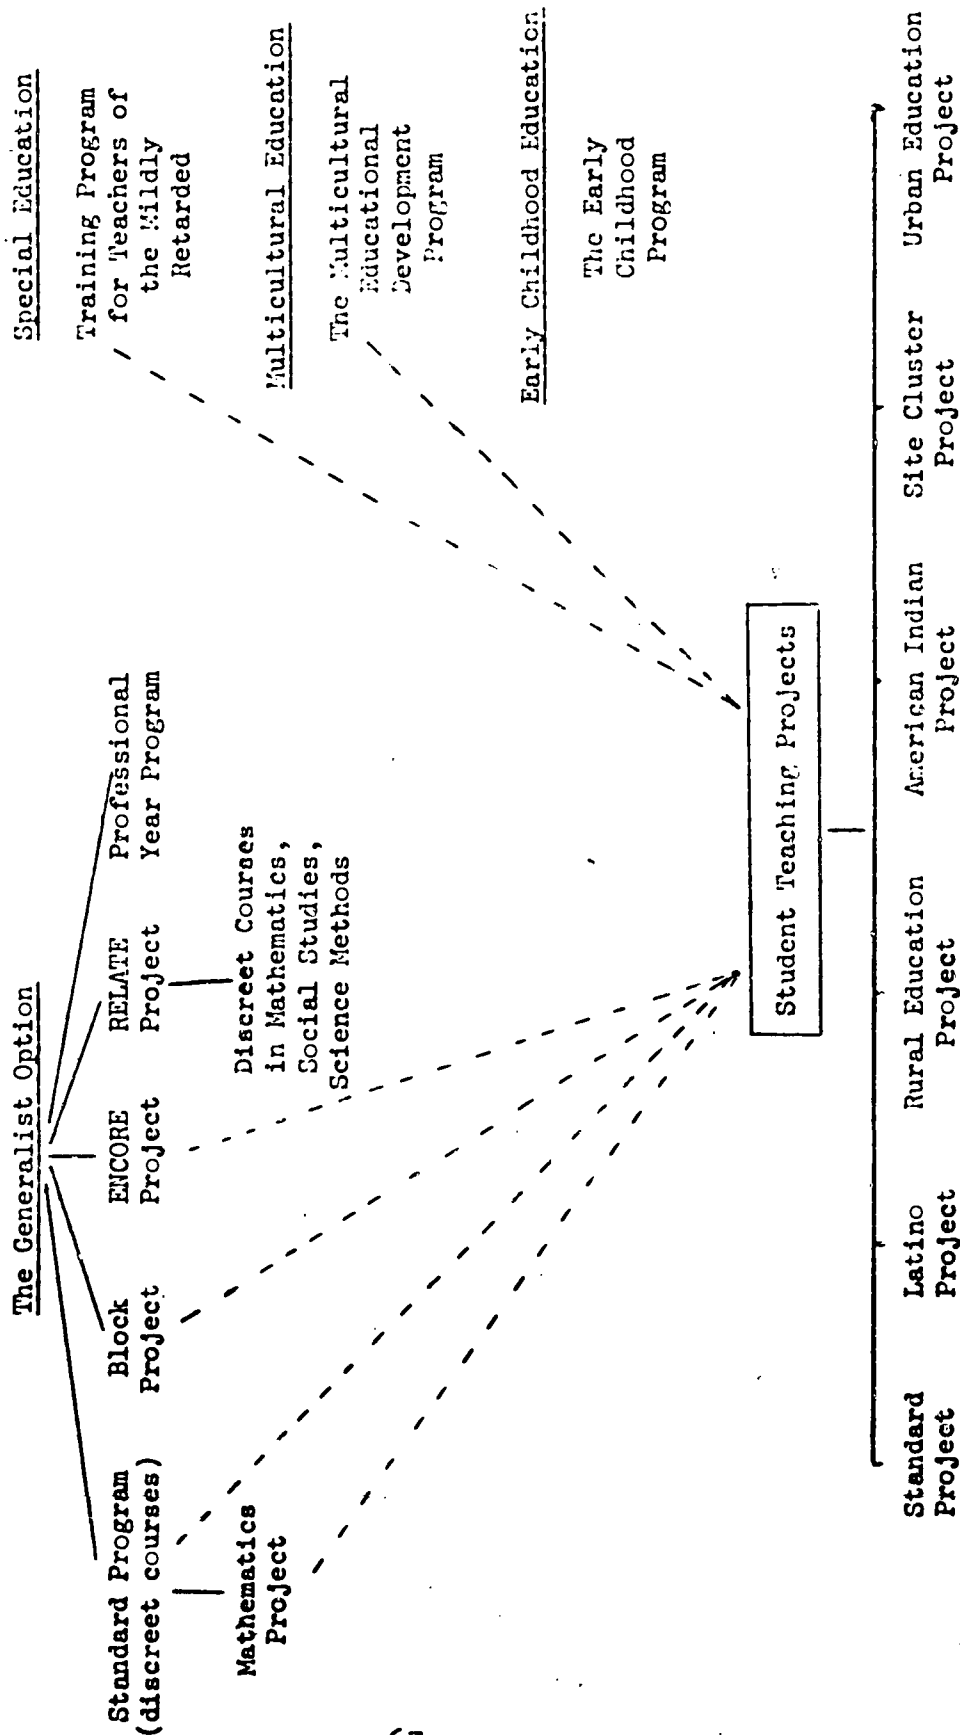 The Generalist Option
Standard Program
(discreet courses)
Block
Project
ENCORE
Project
RELATE
Project
Professional
Year Program
Mathematics
Project
Discreet Courses
in Mathematics,
Social Studies,
Science Methods
Special Education
Training Program
for Teachers of
the Mildly
Retarded
Multicultural Education
The Multicultural
Educational
Development
Program
Early Childhood Education
The Early
Childhood
Program
Student Teaching Projects
Standard
Project
Latino
Project
Rural Education
Project
American Indian
Project
Site Cluster
Project
Urban Education
Project